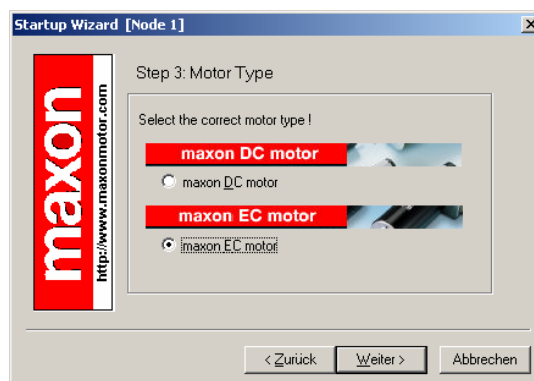 Startup Wizard [Node 1]
maxon
http://www.maxonmotor.com
Step 3: Motor Type
Select the correct motor type !
maxon DC motor
maxon DC motor
maxon EC motor
maxon EC motor
< Zurück
Weiter >
Abbrechen